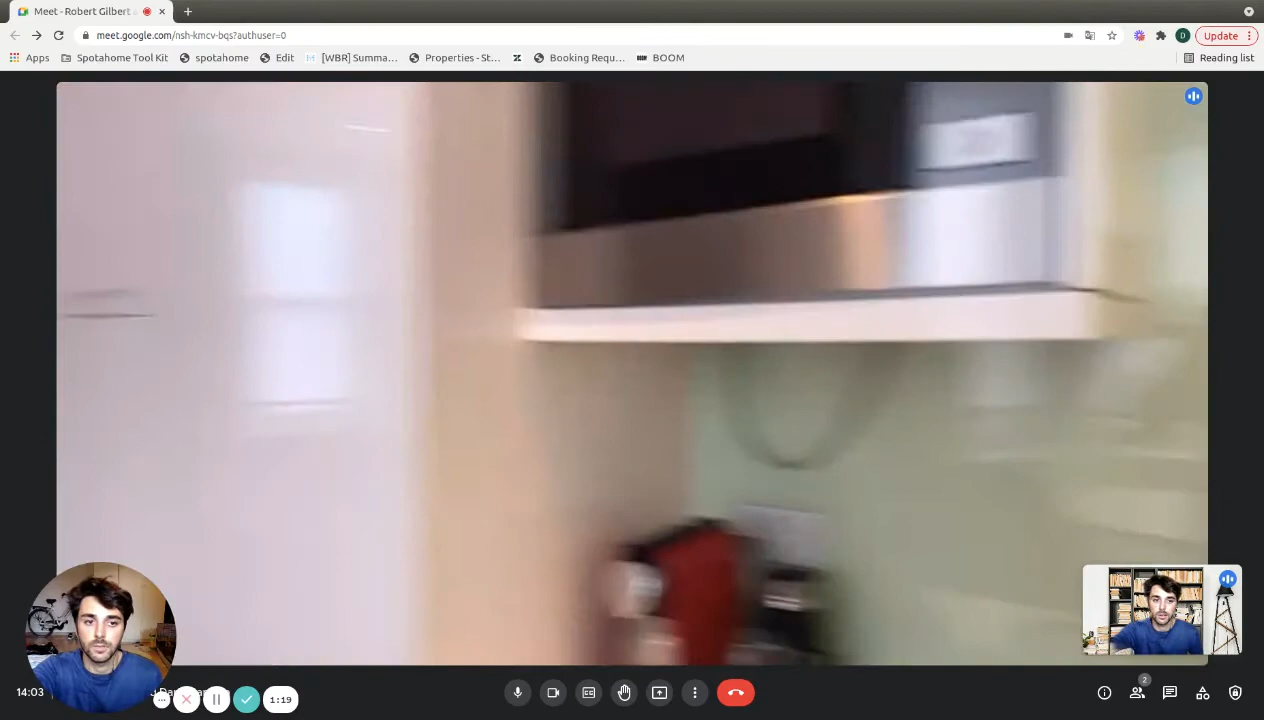 Meet - Robert Gilbert
meet.google.com/nsh-kmcv-bqs?authuser=0
D
Update
Apps
Spotahome Tool Kit
spotahome
Edit
[WBR] Summa...
Properties - St...
Booking Requ...
BOOM
Reading list
2
14:03
1:19